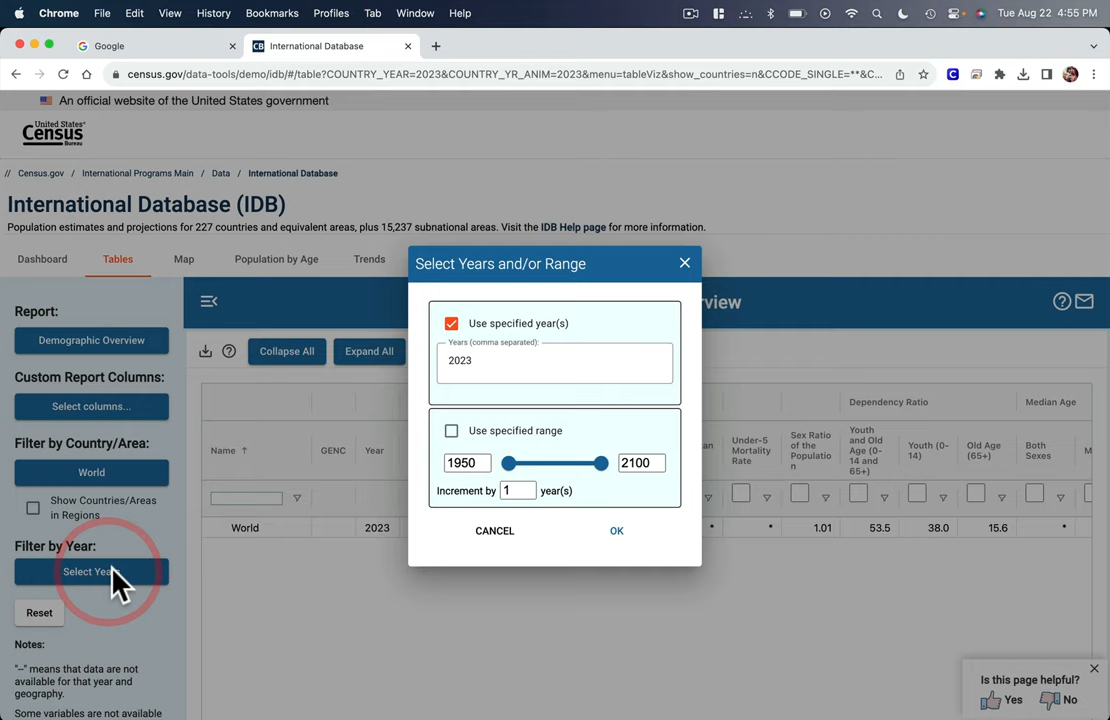 Chrome File Edit View History Bookmarks Profiles Tab Window Help Tue Aug 22 4:55 PM
Google International Database
census.gov/data-tools/demo/idb/#/table?COUNTRY_YEAR=2023&COUNTRY_YR_ANIM=2023&menu=tableViz&show_countries=n&CCODE_SINGLE=**&C...
An official website of the United States government
United States®
Census
Bureau
// Census.gov / International Programs Main / Data / International Database
International Database (IDB)
Population estimates and projections for 227 countries and equivalent areas, plus 15,237 subnational areas. Visit the IDB Help page for more information.
Dashboard Tables Map Population by Age Trends
Select Years and/or Range
Report:
Demographic Overview
Custom Report Columns:
Select columns...
Filter by Country/Area:
World
Show Countries/Areas
in Regions
Filter by Year:
Select Years
Reset
Notes:
"--" means that data are not
available for that year and
geography.
Some variables are not available
Collapse All Expand All
Use specified year(s)
Years (comma separated):
2023
Use specified range
1950 2100
Increment by 1 year(s)
CANCEL OK
Dependency Ratio Median Age
Name ↑ GENC Year
Under-5
Mortality
Rate
Sex Ratio
of the
Populatio
n
Youth
and Old
Age (0-
14 and
65+)
Youth (0-
14)
Old Age
(65+)
Both
Sexes
M
World 2023 * * 1.01 53.5 38.0 15.6 *
Is this page helpful?
Yes No